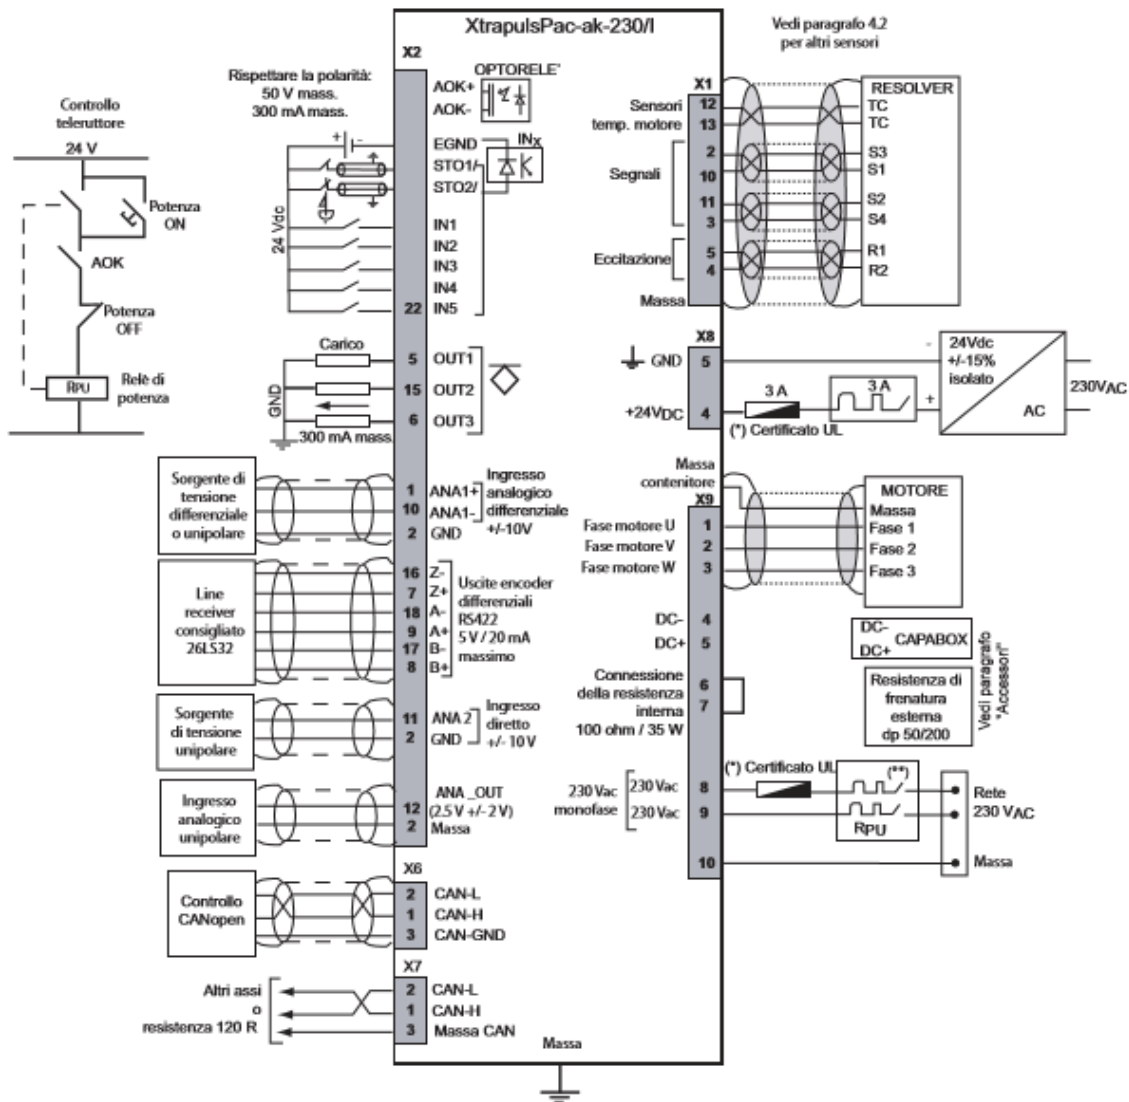 XtrapulsPac-ak-230/I
Vedi paragrafo 4.2
per altri sensori
X2
Rispettare la polarità:
50 V mass.
300 mA mass.
OPTORELE'
AOK+
AOK-
Controllo
teleruttore
24 V
Potenza
ON
AOK
Potenza
OFF
RPU
Relè di
potenza
+
-
EGND
INx
STO1/
STO2/
24 Vdc
IN1
IN2
IN3
IN4
22
IN5
Carico
5
OUT1
15
OUT2
6
OUT3
GND
300 mA mass.
Sorgente di
tensione
differenziale
o unipolare
1
ANA1+
10
ANA1-
2
GND
Ingresso
analogico
differenziale
+/-10V
Line
receiver
consigliato
26LS32
16
Z-
7
Z+
18
A-
9
A+
17
B-
8
B+
Uscite encoder
differenziali
RS422
5 V / 20 mA
massimo
Sorgente
di tensione
unipolare
11
ANA 2
2
GND
Ingresso
diretto
+/- 10 V
Ingresso
analogico
unipolare
ANA _OUT
12
(2.5 V +/- 2 V)
2
Massa
X6
Controllo
CANopen
2
CAN-L
1
CAN-H
3
CAN-GND
X7
Altri assi
o
resistenza 120 R
2
CAN-L
1
CAN-H
3
Massa CAN
Massa
X1
RESOLVER
Sensori
temp. motore
12
TC
13
TC
Segnali
2
S3
10
S1
11
S2
3
S4
Eccitazione
5
R1
4
R2
Massa
X8
GND
5
-
24Vdc
+/-15%
isolato
AC
230VAC
+24VDC
4
3 A
3 A
+
(*) Certificato UL
Massa
contenitore
X9
MOTORE
Massa
Fase motore U
1
Fase 1
Fase motore V
2
Fase 2
Fase motore W
3
Fase 3
DC-
4
DC+
5
DC-
DC+
CAPABOX
Connessione
della resistenza
interna
100 ohm / 35 W
6
7
Resistenza di
frenatura
esterna
dp 50/200
Vedi paragrafo
"Accessori"
(*) Certificato UL
(**)
230 Vac
monofase
230 Vac
8
230 Vac
9
RPU
Rete
230 VAC
10
Massa